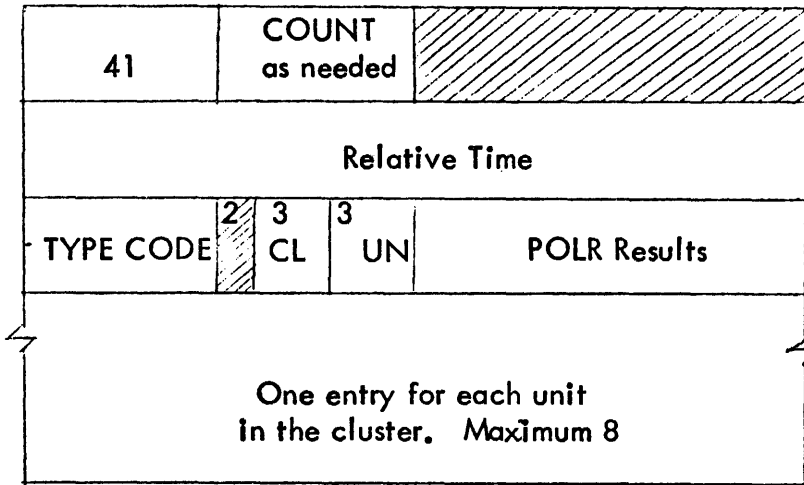 41
COUNT
as needed
Relative Time
TYPE CODE
2
3
CL
3
UN
POLR Results
One entry for each unit
in the cluster. Maximum 8